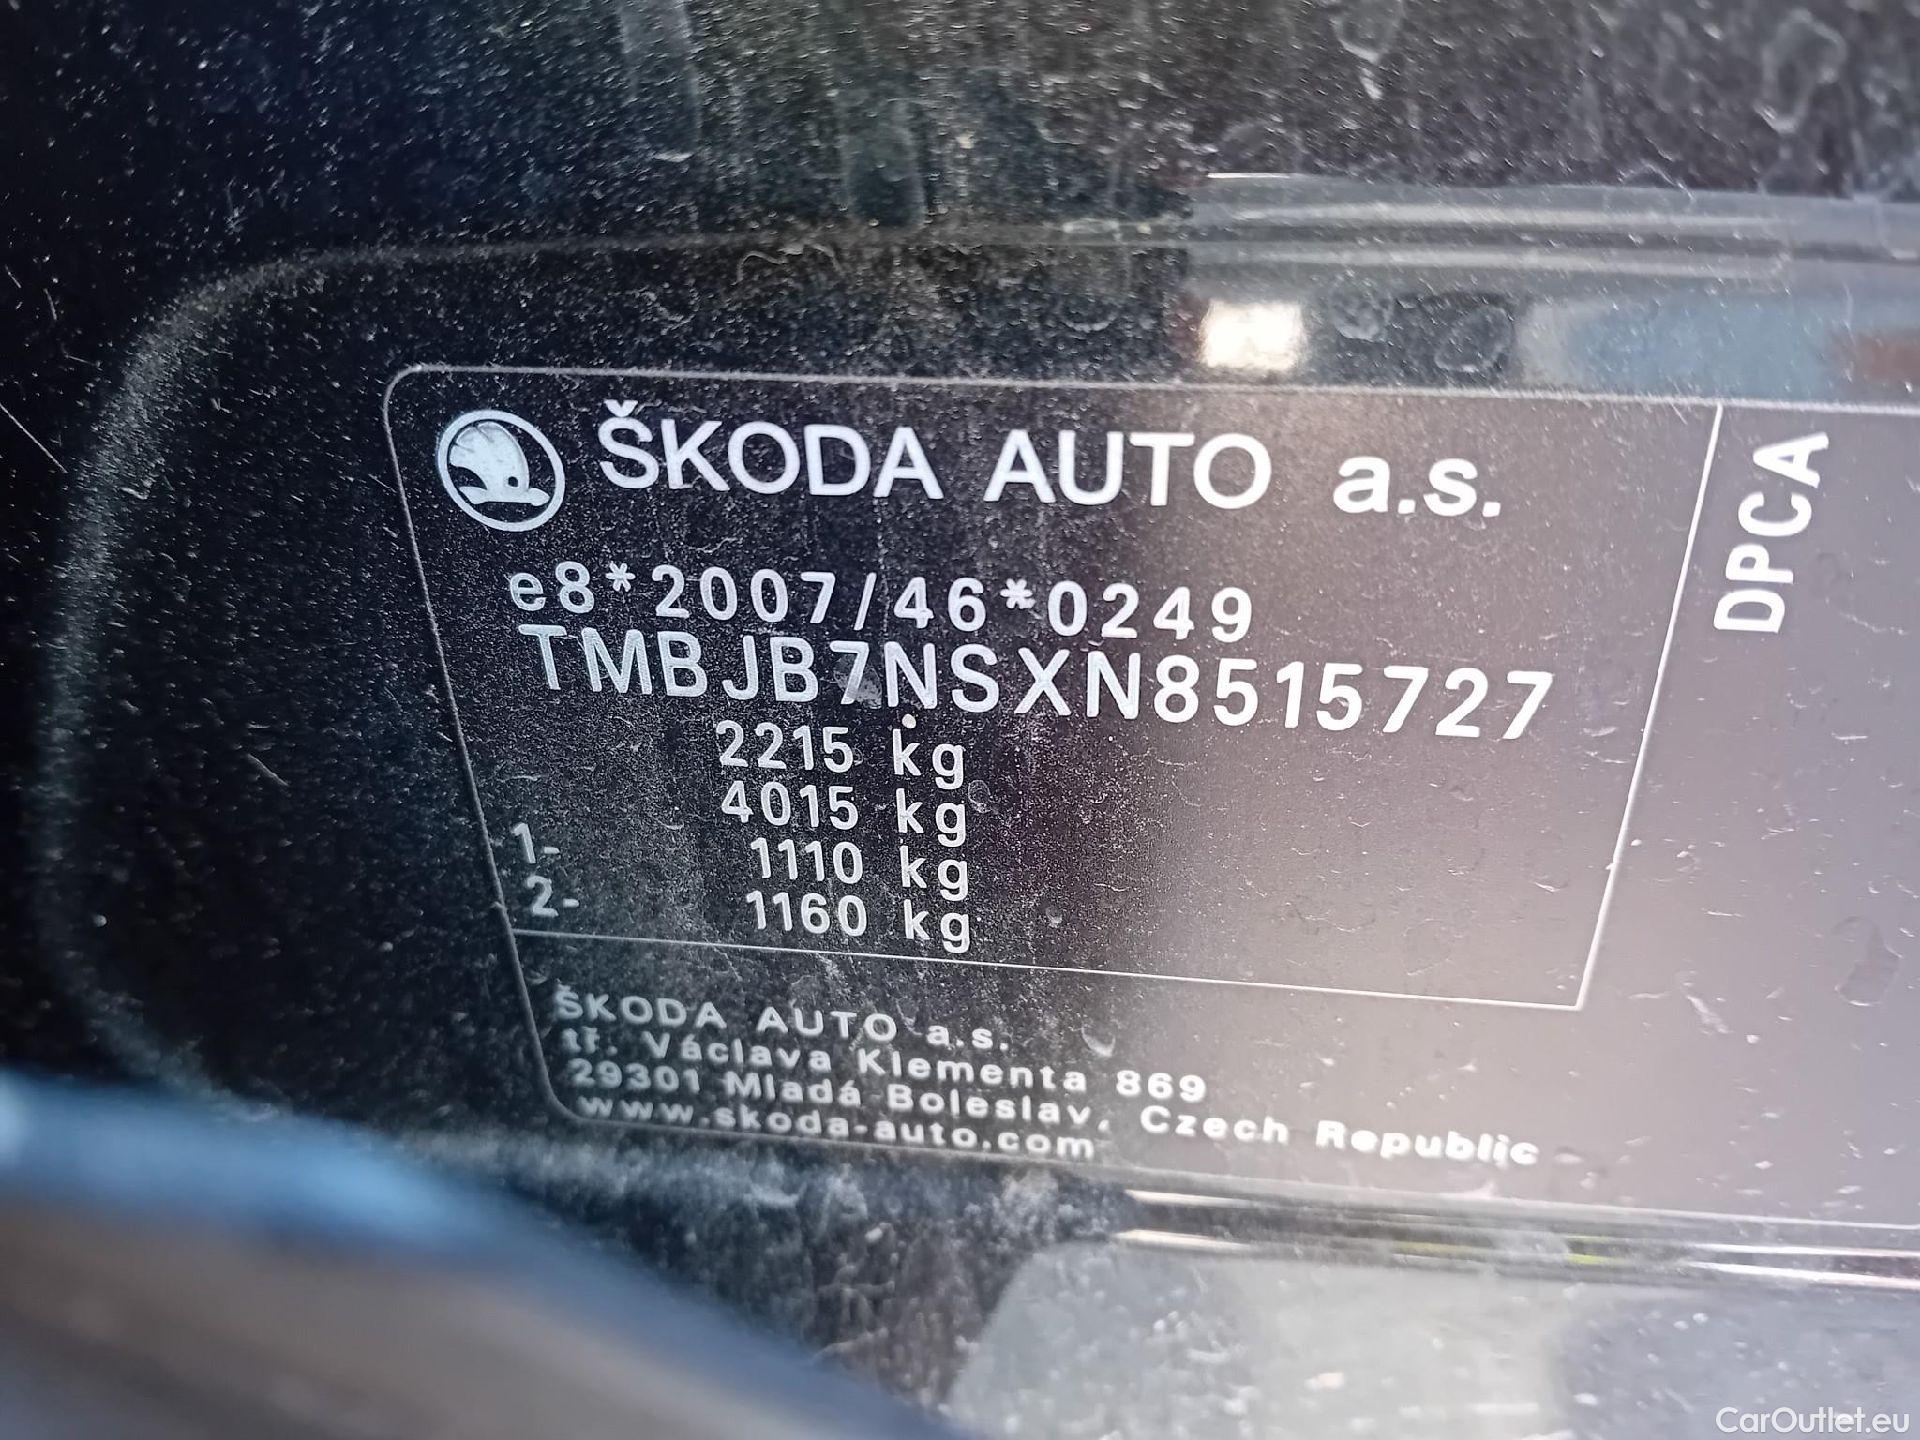 ŠKODA AUTO a.s.
DPCA
e8*2007/46*0249
TMBJB7NSXN8515727
2215 kg
4015 kg
1- 1110 kg
2- 1160 kg
ŠKODA AUTO a.s.
tř. Václava Klementa 869
29301 Mladá Boleslav, Czech Republic
www.skoda-auto.com
CarOutlet.eu